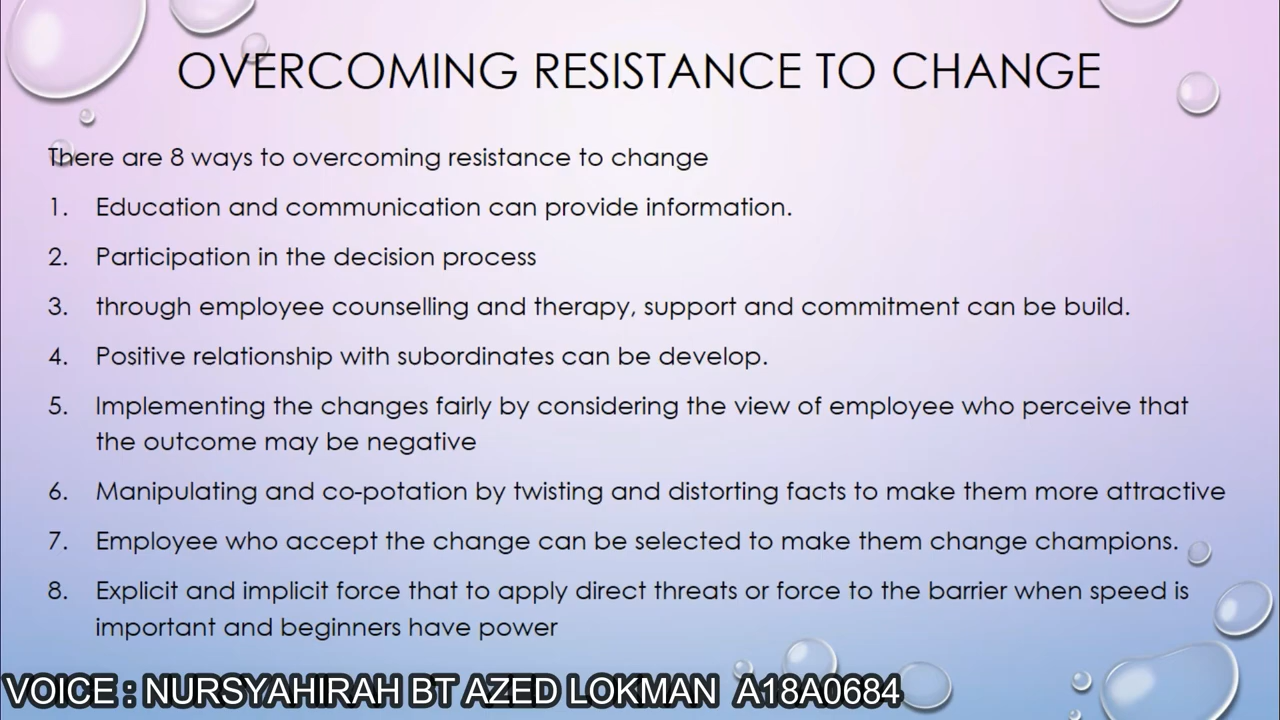 OVERCOMING RESISTANCE TO CHANGE
There are 8 ways to overcoming resistance to change
1. Education and communication can provide information.
2. Participation in the decision process
3. through employee counselling and therapy, support and commitment can be build.
4. Positive relationship with subordinates can be develop.
5. Implementing the changes fairly by considering the view of employee who perceive that
the outcome may be negative
6. Manipulating and co-potation by twisting and distorting facts to make them more attractive
7. Employee who accept the change can be selected to make them change champions.
8. Explicit and implicit force that to apply direct threats or force to the barrier when speed is
important and beginners have power
VOICE : NURSYAHIRAH BT AZED LOKMAN A18A0684